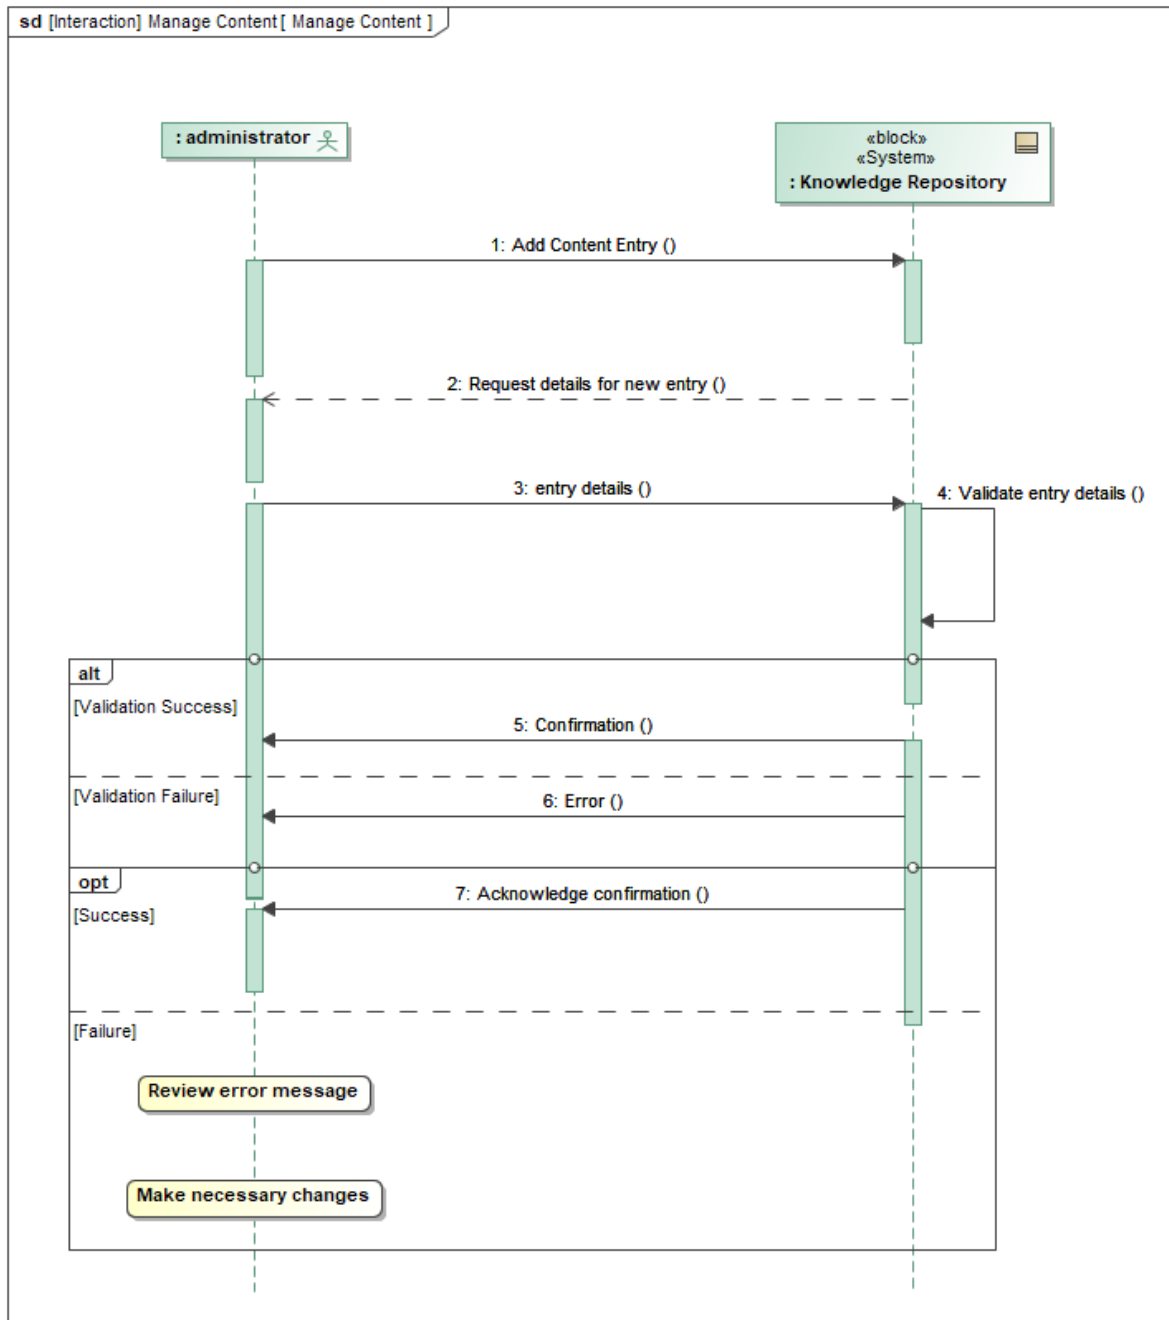 sd [Interaction] Manage Content [ Manage Content ]
: administrator
«block»
«System»
: Knowledge Repository
1: Add Content Entry ()
2: Request details for new entry ()
3: entry details ()
4: Validate entry details ()
alt
[Validation Success]
5: Confirmation ()
[Validation Failure]
6: Error ()
opt
7: Acknowledge confirmation ()
[Success]
[Failure]
Review error message
Make necessary changes